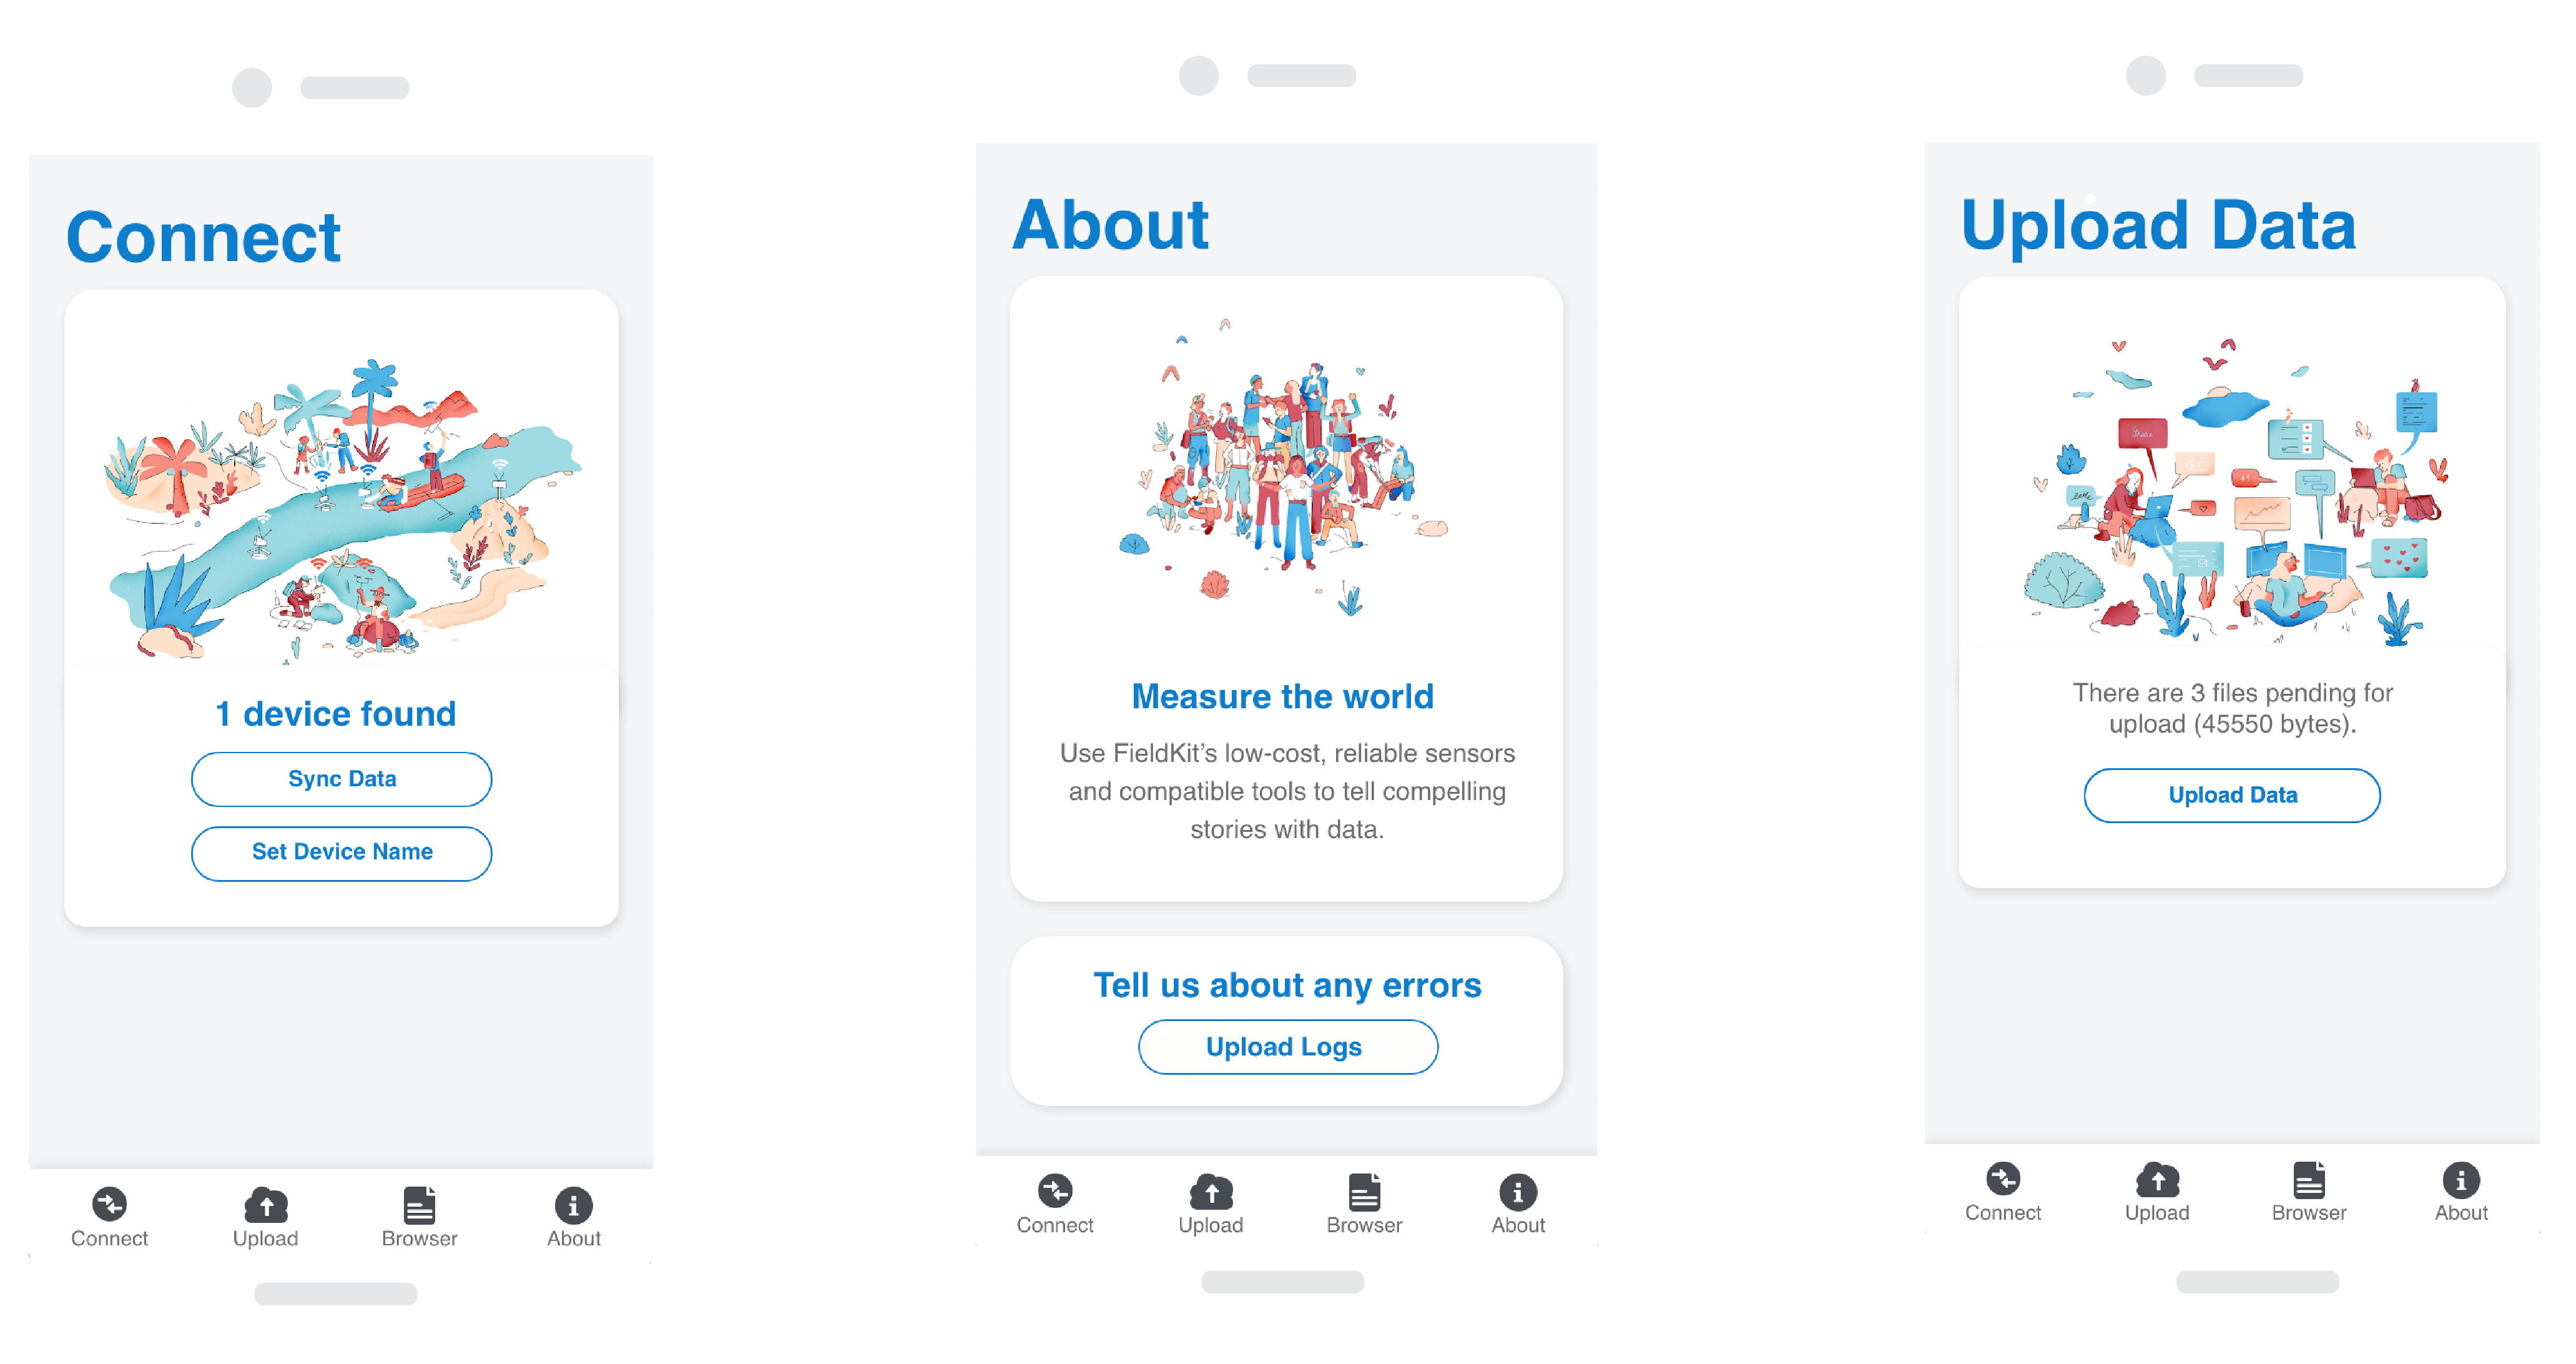 Connect
1 device found
Sync Data
Set Device Name
Connect
Upload
Browser
About
About
Measure the world
Use FieldKit’s low-cost, reliable sensors
and compatible tools to tell compelling
stories with data.
Tell us about any errors
Upload Logs
Connect
Upload
Browser
About
Upload Data
Share
There are 3 files pending for
upload (45550 bytes).
Upload Data
Connect
Upload
Browser
About